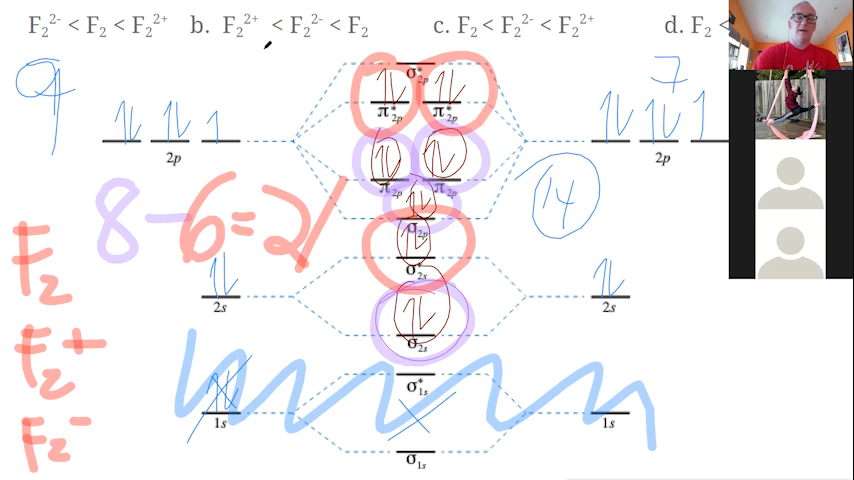 F₂²⁻ < F₂ < F₂²⁺ b. F₂²⁺ < F₂²⁻ < F₂ c. F₂ < F₂²⁻ < F₂²⁺ d. F₂ <
9
7
σ*2p
π*2p π*2p
2p
2p
π2p π2p
14
8-6=2/
σ2p
F₂
σ*2s
2s
2s
σ2s
F₂+
σ*1s
1s
1s
F₂-
σ1s